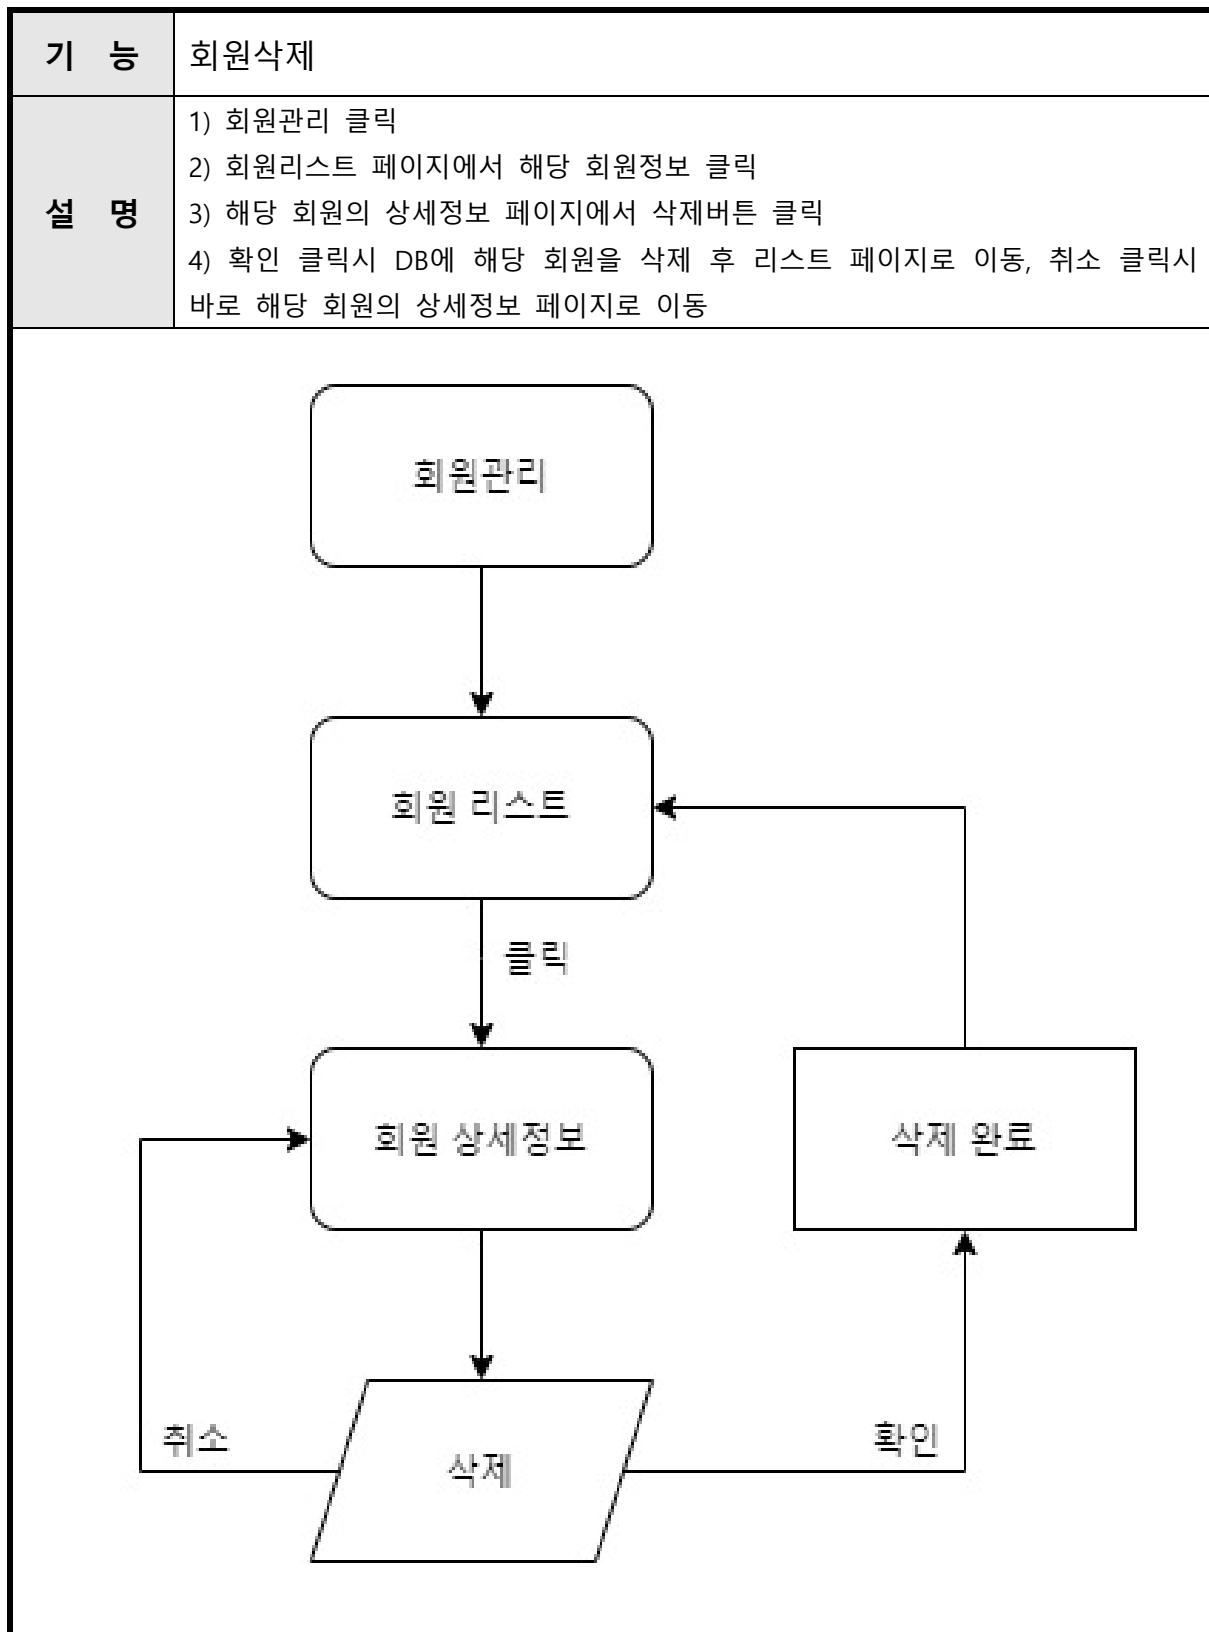 기 능
회원삭제
설 명
1) 회원관리 클릭
2) 회원리스트 페이지에서 해당 회원정보 클릭
3) 해당 회원의 상세정보 페이지에서 삭제버튼 클릭
4) 확인 클릭시 DB에 해당 회원을 삭제 후 리스트 페이지로 이동, 취소 클릭시
바로 해당 회원의 상세정보 페이지로 이동
회원관리
회원 리스트
클릭
회원 상세정보
삭제 완료
취소
삭제
확인